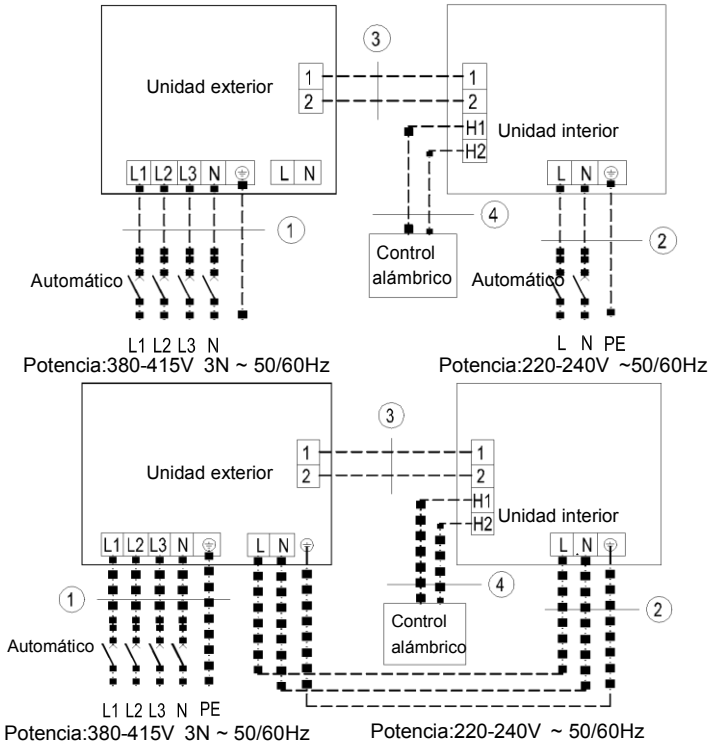 3
1
1
Unidad exterior
2
2
H1
Unidad interior
H2
L1 L2 L3 N
L N
L N
4
1
2
Control
alámbrico
Automático
Automático
L1 L2 L3 N
L N PE
Potencia:380-415V 3N ~ 50/60Hz
Potencia:220-240V ~50/60Hz
3
1
1
Unidad exterior
2
2
H1
Unidad interior
H2
L1 L2 L3 N
L N
L N
4
1
2
Control
alámbrico
Automático
L1 L2 L3 N PE
Potencia:380-415V 3N ~ 50/60Hz
Potencia:220-240V ~ 50/60Hz